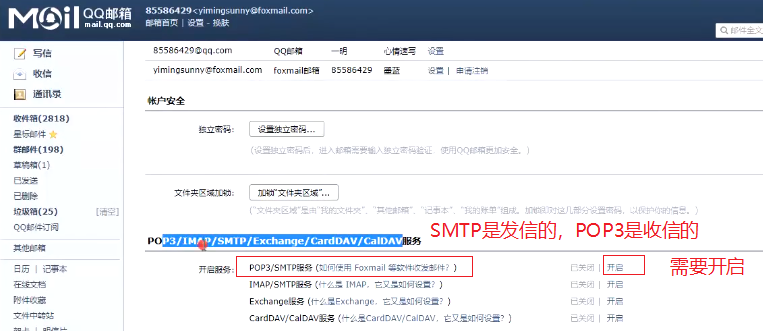 MAil QQ邮箱 mail.qq.com
85586429<yimingsunny@foxmail.com>
邮箱首页 | 设置 - 换肤
邮件全文
写信
收信
通讯录
收件箱(2818)
星标邮件
群邮件(198)
草稿箱(1)
已发送
已删除
垃圾箱(25) [清空]
QQ邮件订阅
其他邮箱
日历 | 记事本
在线文档
附件收藏
文件中转站
贺卡 | 明信片
85586429@qq.com QQ邮箱 一明 心情速写 设置
yimingsunny@foxmail.com foxmail邮箱 85586429 墨蓝 设置 | 申请注销
帐户安全
独立密码： 设置独立密码...
(设置独立密码后，进入邮箱需要输入独立密码验证，使用QQ邮箱更加安全。)
文件夹区域加锁： 加锁“文件夹区域”...
(“文件夹区域”是由“我的文件夹”、“其他邮箱”、“记事本”、“我的账单”组成。加锁即对这几部分设置密码，以保护你的信息。)
SMTP是发信的，POP3是收信的
POP3/IMAP/SMTP/Exchange/CardDAV/CalDAV服务
需要开启
开启服务： POP3/SMTP服务 (如何使用 Foxmail 等软件收发邮件？) 已关闭 | 开启
IMAP/SMTP服务 (什么是 IMAP，它又是如何设置？) 已关闭 | 开启
Exchange服务 (什么是Exchange，它又是如何设置？) 已关闭 | 开启
CardDAV/CalDAV服务 (什么是CardDAV/CalDAV，它又是如何设置？) 已关闭 | 开启